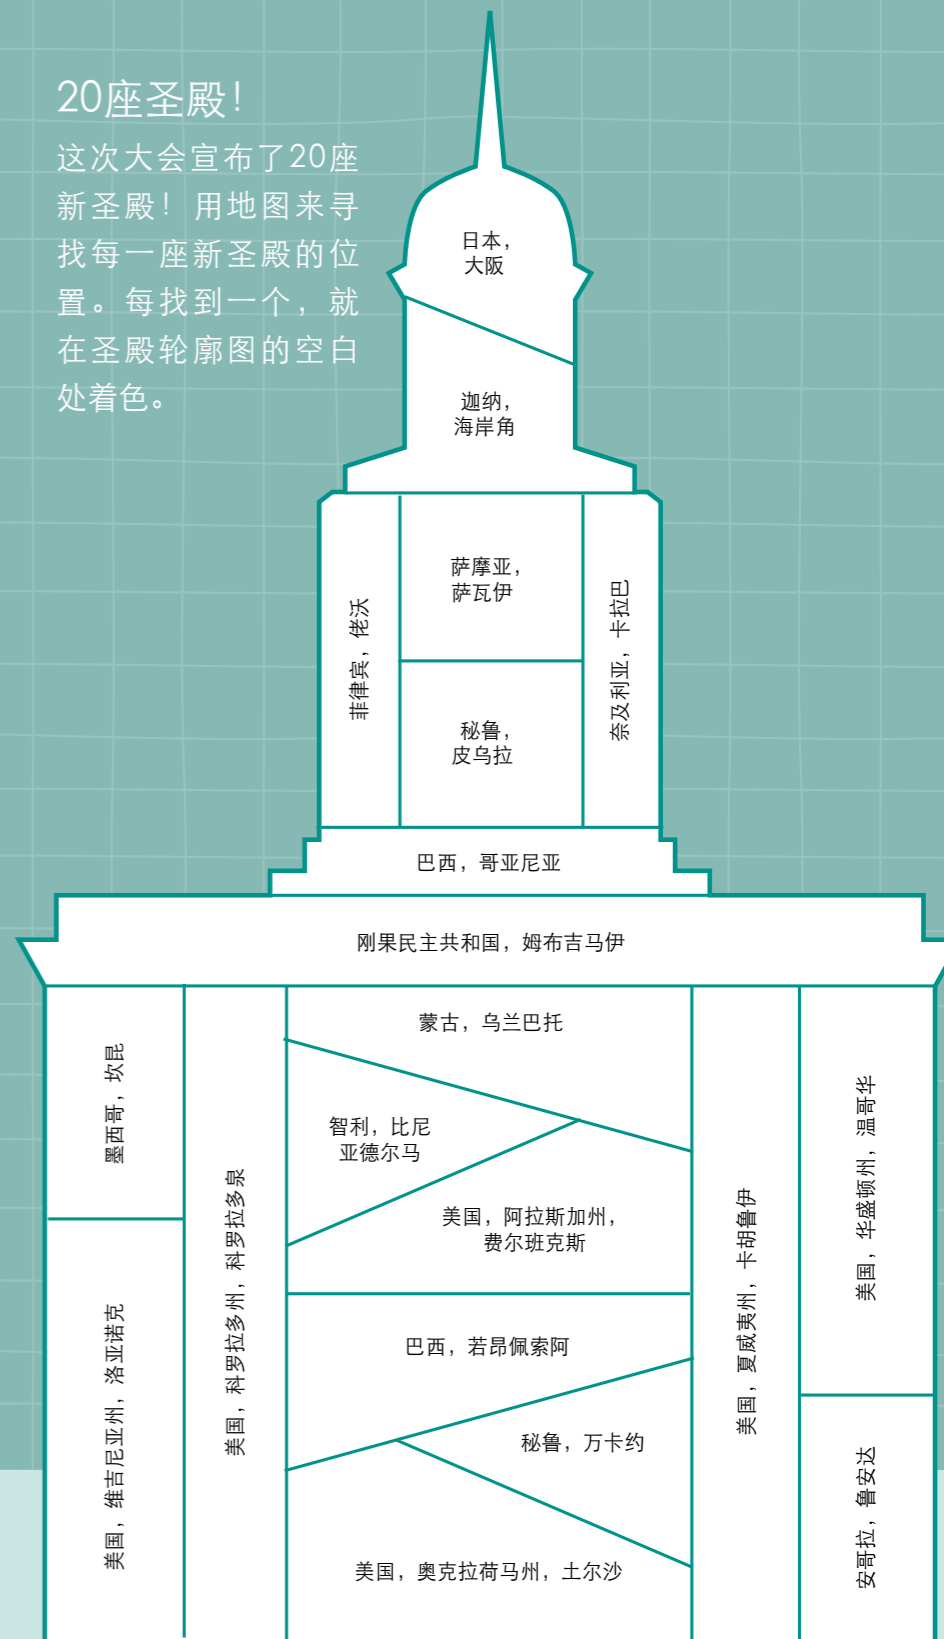 20座圣殿！
这次大会宣布了20座
新圣殿！用地图来寻
找每一座新圣殿的位
置。每找到一个，就
在圣殿轮廓图的空白
处着色。
日本，
大阪
迦纳，
海岸角
菲律宾，佬沃
萨摩亚，
萨瓦伊
奈及利亚，卡拉巴
秘鲁，
皮乌拉
巴西，哥亚尼亚
刚果民主共和国，姆布吉马伊
墨西哥，坎昆
美国，维吉尼亚州，洛亚诺克
美国，科罗拉多州，科罗拉多泉
蒙古，乌兰巴托
智利，比尼
亚德尔马
美国，阿拉斯加州，
费尔班克斯
巴西，若昂佩索阿
秘鲁，万卡约
美国，奥克拉荷马州，土尔沙
美国，夏威夷州，卡胡鲁伊
美国，华盛顿州，温哥华
安哥拉，鲁安达